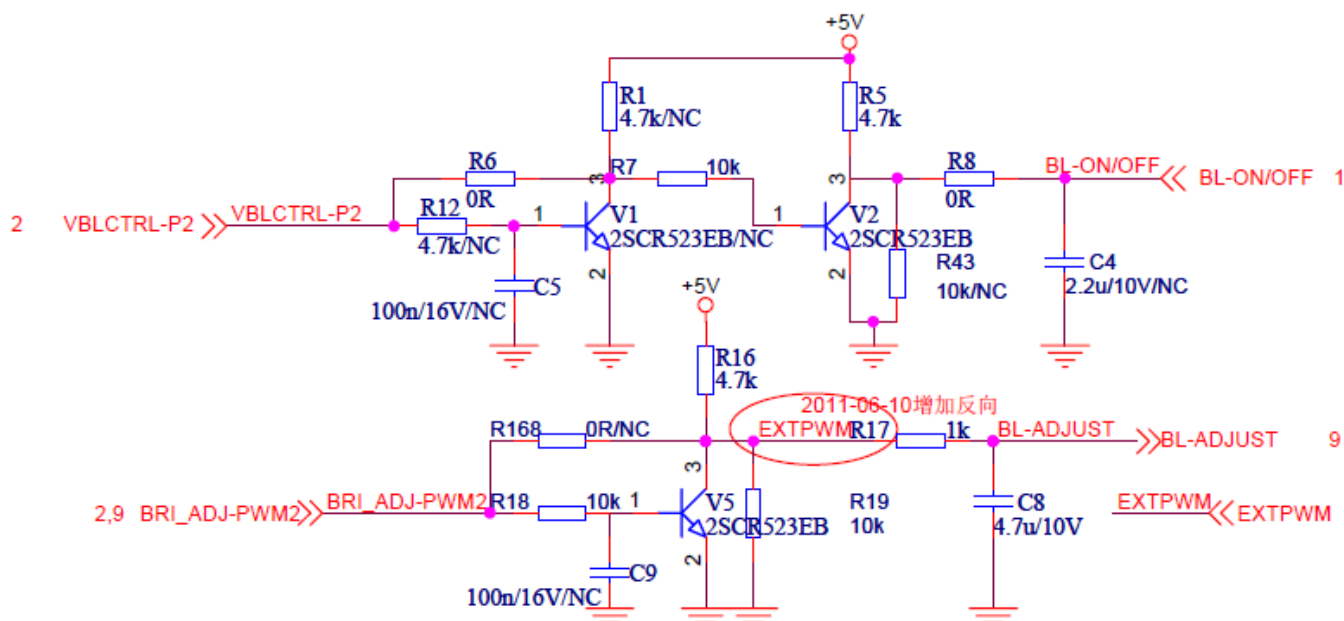 +5V
R1
4.7k/NC
R5
4.7k
R6
0R
3
R7
10k
3
R8
0R
BL-ON/OFF
BL-ON/OFF
1
2
VBLCTRL-P2
VBLCTRL-P2
R12
4.7k/NC
1
V1
2SCR523EB/NC
1
V2
2SCR523EB
2
2
C5
100n/16V/NC
R43
10k/NC
C4
2.2u/10V/NC
+5V
R16
4.7k
2011-06-10增加反向
R168
0R/NC
EXTPWM
R17
1k
BL-ADJUST
BL-ADJUST
9
3
2,9
BRI_ADJ-PWM2
BRI_ADJ-PWM2
R18
10k
1
V5
2SCR523EB
R19
10k
C8
4.7u/10V
EXTPWM
EXTPWM
2
C9
100n/16V/NC